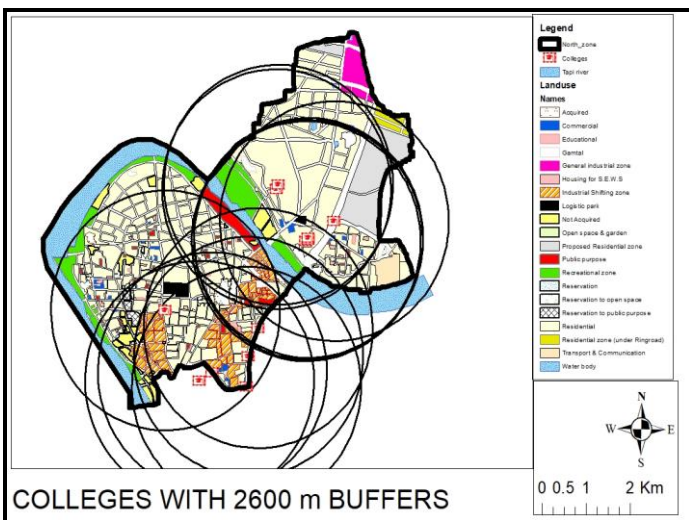 Legend
North_zone
Colleges
Tapi river
Landuse
Names
Acquired
Commercial
Educational
Gamtal
General industrial zone
Housing for S.E.W.S
Industrial Shifting zone
Logistic park
Not Acquired
Open space & garden
Proposed Residential zone
Public purpose
Recreational zone
Reservation
Reservation to open space
Reservation to public purpose
Residential
Residential zone (under Ringroad)
Transport & Communication
Water body
N
W E
S
0 0.5 1 2 Km
COLLEGES WITH 2600 m BUFFERS